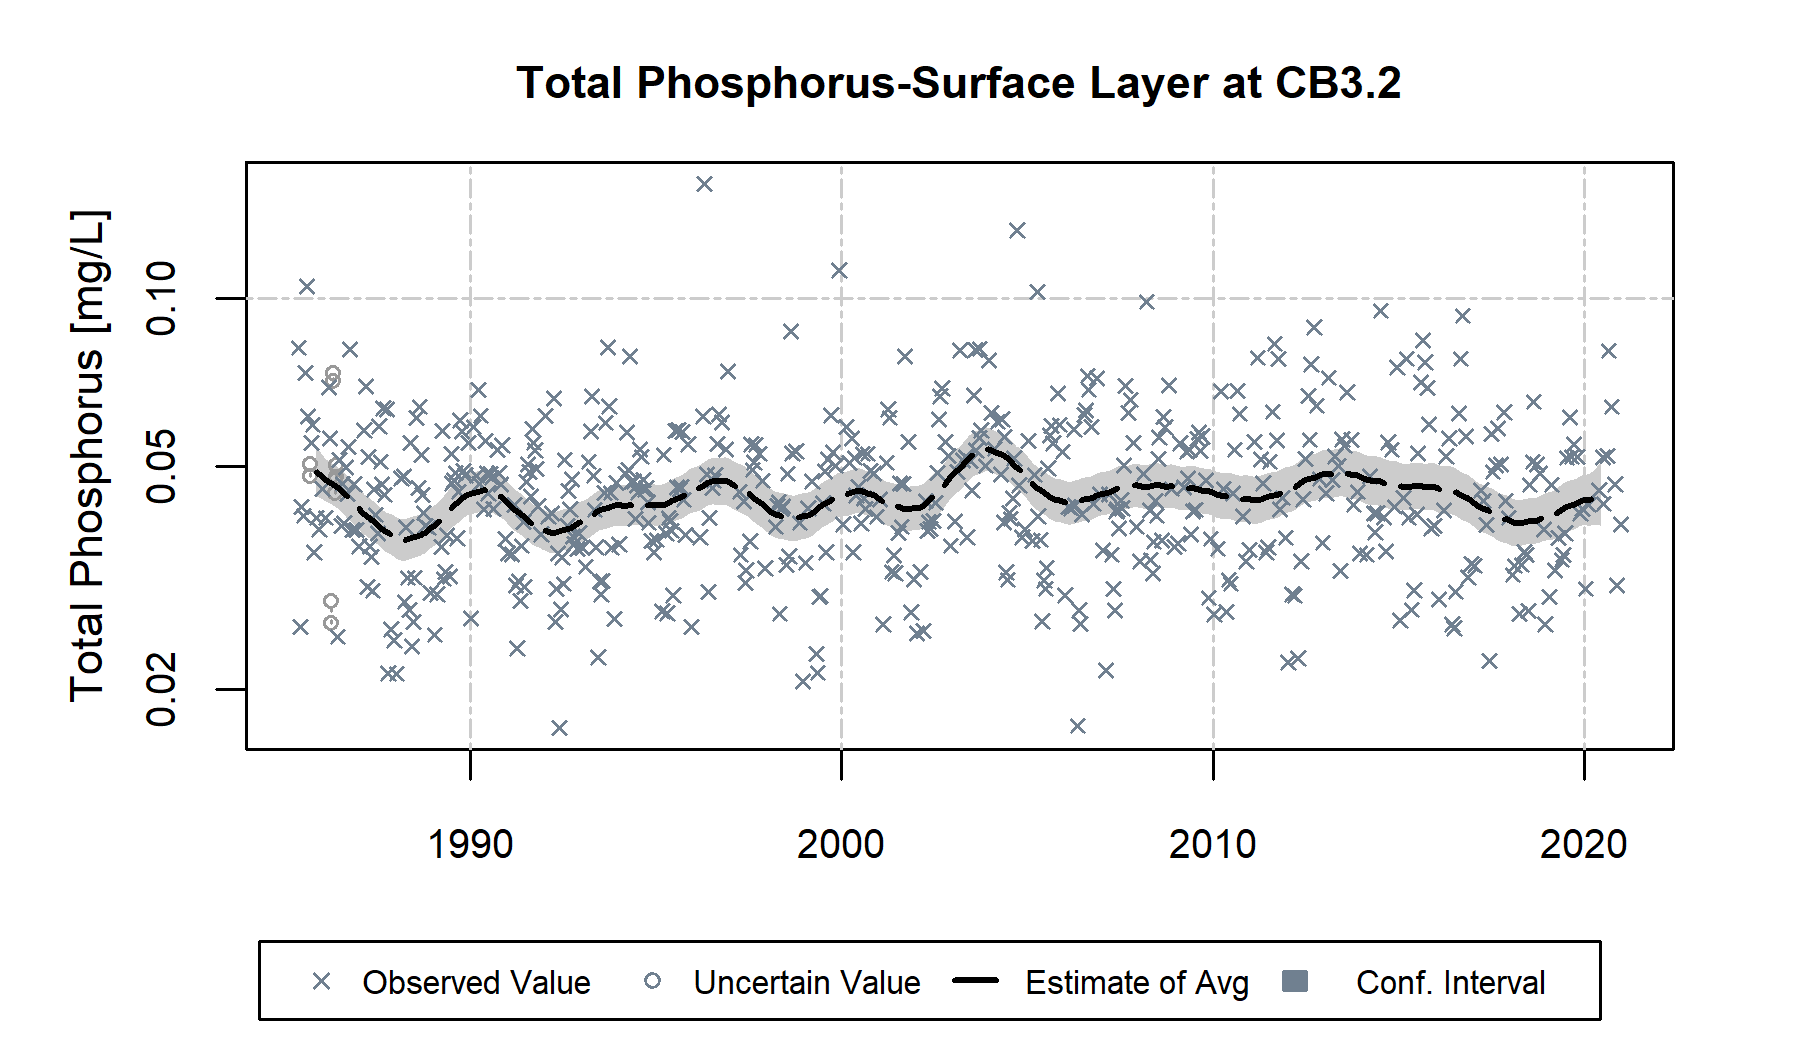 Total Phosphorus-Surface Layer at CB3.2
Total Phosphorus [mg/L]
0.10
0.05
0.02
1990 2000 2010 2020
Observed Value Uncertain Value Estimate of Avg Conf. Interval